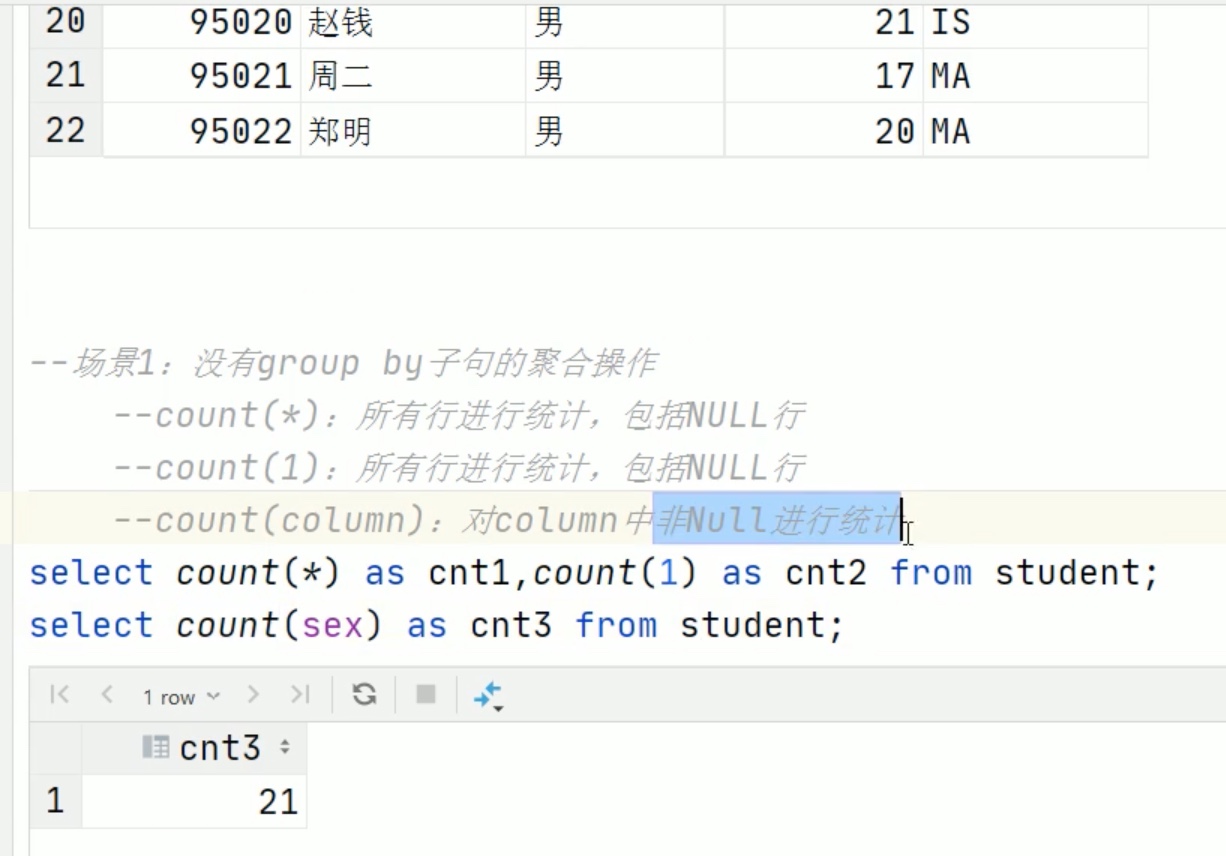 20 95020 赵钱 男 21 IS
21 95021 周二 男 17 MA
22 95022 郑明 男 20 MA
--场景1：没有group by子句的聚合操作
--count(*)：所有行进行统计，包括NULL行
--count(1)：所有行进行统计，包括NULL行
--count(column)：对column中非Null进行统计
select count(*) as cnt1,count(1) as cnt2 from student;
select count(sex) as cnt3 from student;
1 row
cnt3
1 21